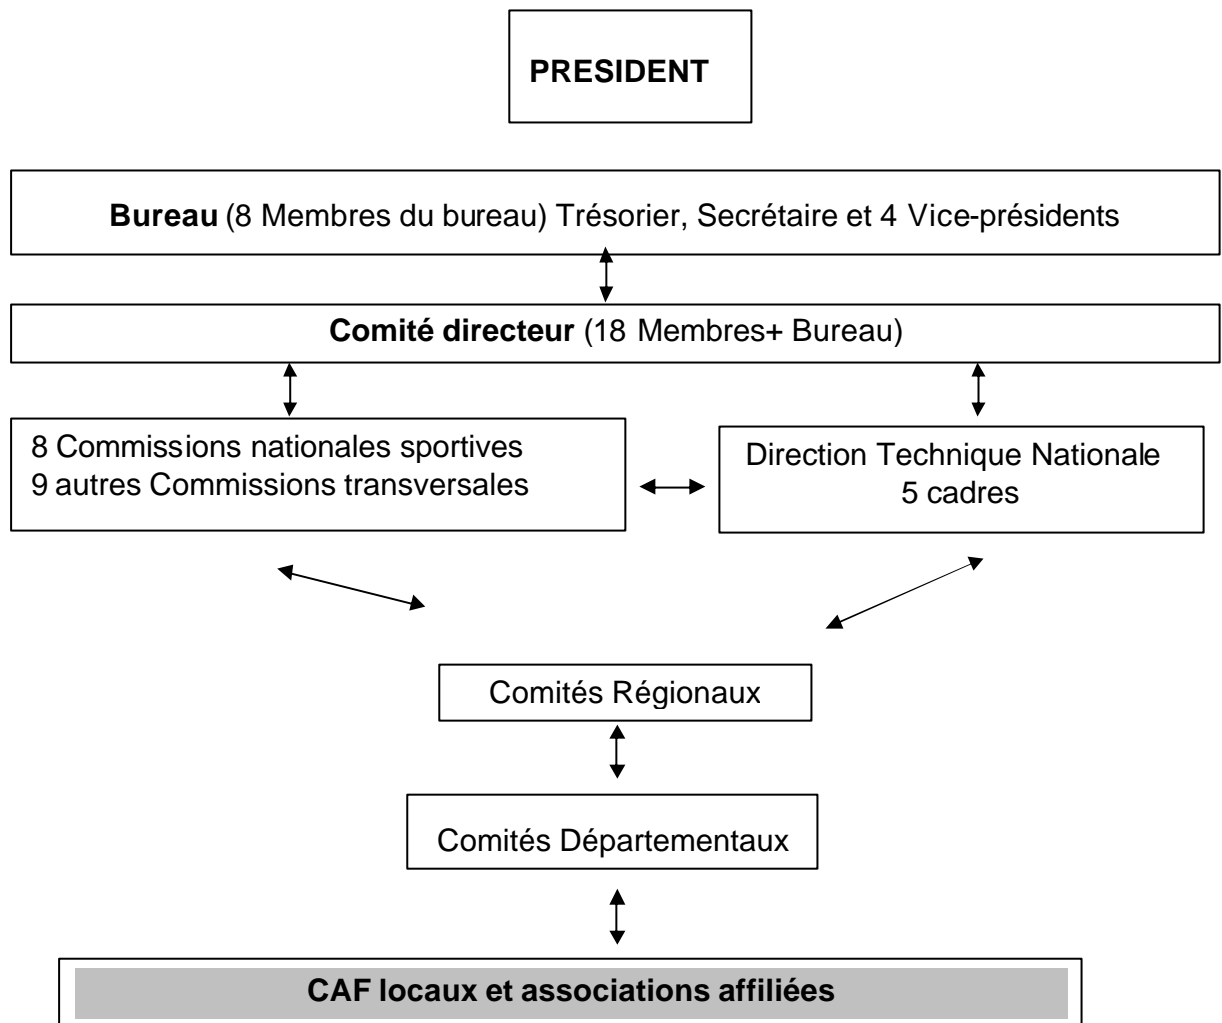 PRESIDENT
Bureau (8 Membres du bureau) Trésorier, Secrétaire et 4 Vice-présidents
Comité directeur (18 Membres+ Bureau)
8 Commissions nationales sportives
9 autres Commissions transversales
Direction Technique Nationale
5 cadres
Comités Régionaux
Comités Départementaux
CAF locaux et associations affiliées